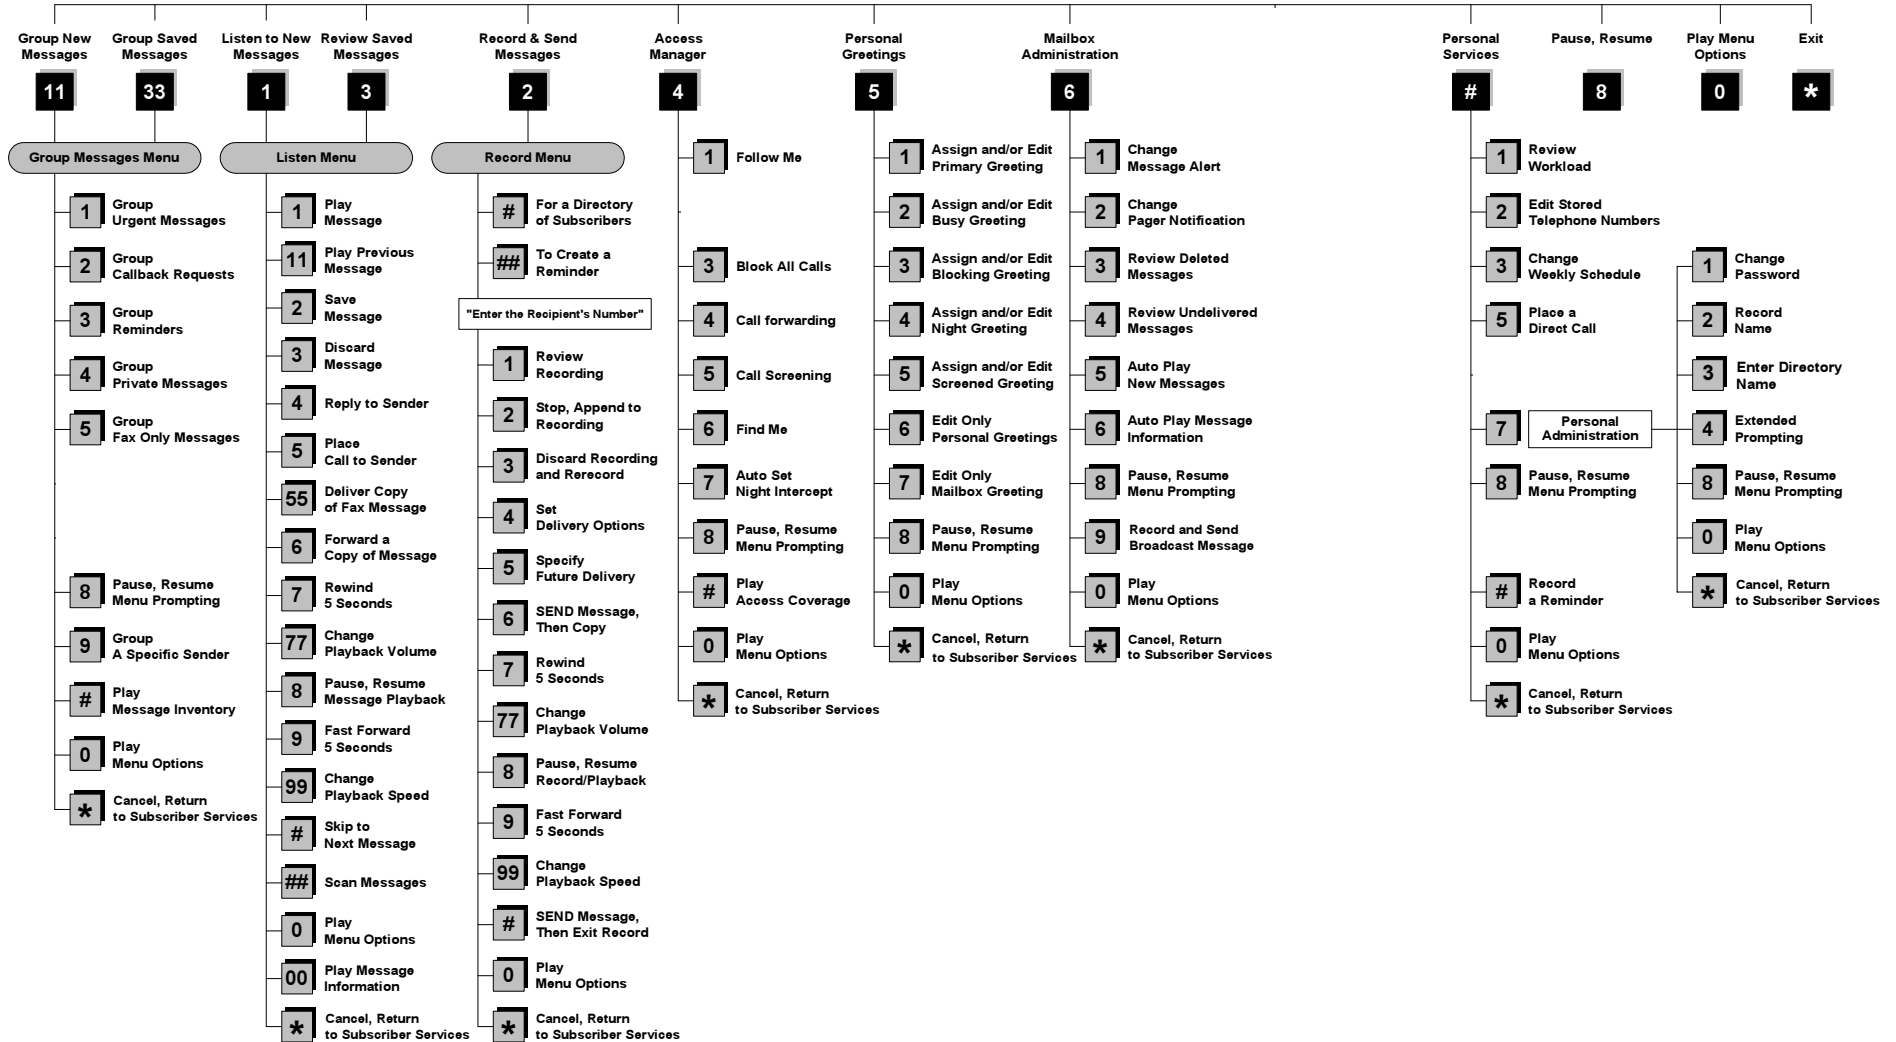 Group New
Messages
11
Group Saved
Messages
33
Group Messages Menu
1
Group
Urgent Messages
2
Group
Callback Requests
3
Group
Reminders
4
Group
Private Messages
5
Group
Fax Only Messages
8
Pause, Resume
Menu Prompting
9
Group
A Specific Sender
#
Play
Message Inventory
0
Play
Menu Options
*
Cancel, Return
to Subscriber Services
Listen to New
Messages
1
Review Saved
Messages
3
Listen Menu
1
Play
Message
11
Play Previous
Message
2
Save
Message
3
Discard
Message
4
Reply to Sender
5
Place
Call to Sender
55
Deliver Copy
of Fax Message
6
Forward a
Copy of Message
7
Rewind
5 Seconds
77
Change
Playback Volume
8
Pause, Resume
Message Playback
9
Fast Forward
5 Seconds
99
Change
Playback Speed
#
Skip to
Next Message
##
Scan Messages
0
Play
Menu Options
00
Play Message
Information
*
Cancel, Return
to Subscriber Services
Record & Send
Messages
2
Record Menu
#
For a Directory
of Subscribers
##
To Create a
Reminder
"Enter the Recipient's Number"
1
Review
Recording
2
Stop, Append to
Recording
3
Discard Recording
and Rerecord
4
Set
Delivery Options
5
Specify
Future Delivery
6
SEND Message,
Then Copy
7
Rewind
5 Seconds
77
Change
Playback Volume
8
Pause, Resume
Record/Playback
9
Fast Forward
5 Seconds
99
Change
Playback Speed
#
SEND Message,
Then Exit Record
0
Play
Menu Options
*
Cancel, Return
to Subscriber Services
Access
Manager
4
1
Follow Me
3
Block All Calls
4
Call forwarding
5
Call Screening
6
Find Me
7
Auto Set
Night Intercept
8
Pause, Resume
Menu Prompting
#
Play
Access Coverage
0
Play
Menu Options
*
Cancel, Return
to Subscriber Services
Personal
Greetings
5
1
Assign and/or Edit
Primary Greeting
2
Assign and/or Edit
Busy Greeting
3
Assign and/or Edit
Blocking Greeting
4
Assign and/or Edit
Night Greeting
5
Assign and/or Edit
Screened Greeting
6
Edit Only
Personal Greetings
7
Edit Only
Mailbox Greeting
8
Pause, Resume
Menu Prompting
0
Play
Menu Options
*
Cancel, Return
to Subscriber Services
Mailbox
Administration
6
1
Change
Message Alert
2
Change
Pager Notification
3
Review Deleted
Messages
4
Review Undelivered
Messages
5
Auto Play
New Messages
6
Auto Play Message
Information
8
Pause, Resume
Menu Prompting
9
Record and Send
Broadcast Message
0
Play
Menu Options
*
Cancel, Return
to Subscriber Services
Personal
Services
#
1
Review
Workload
2
Edit Stored
Telephone Numbers
3
Change
Weekly Schedule
5
Place a
Direct Call
7
Personal
Administration
8
Pause, Resume
Menu Prompting
#
Record
a Reminder
0
Play
Menu Options
*
Cancel, Return
to Subscriber Services
Pause, Resume
8
Play Menu
Options
0
Exit
*
1
Change
Password
2
Record
Name
3
Enter Directory
Name
4
Extended
Prompting
8
Pause, Resume
Menu Prompting
0
Play
Menu Options
*
Cancel, Return
to Subscriber Services